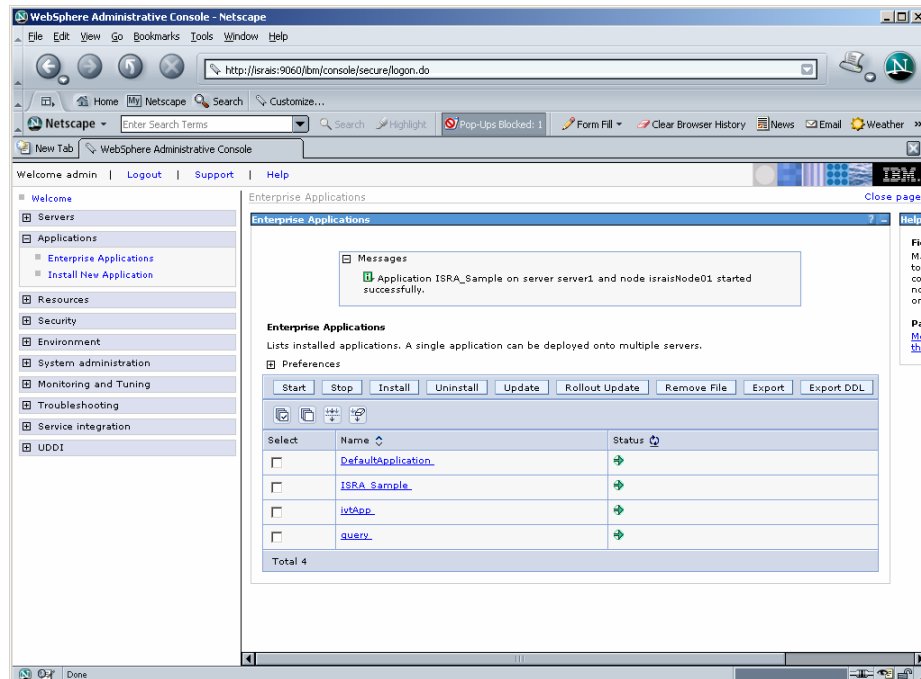 WebSphere Administrative Console - Netscape
File Edit View Go Bookmarks Tools Window Help
http://israis:9060/ibm/console/secure/logon.do
Home My Netscape Search Customize...
Netscape Enter Search Terms Search Highlight Pop-Ups Blocked: 1 Form Fill Clear Browser History News Email Weather »
New Tab WebSphere Administrative Console
Welcome admin | Logout | Support | Help IBM.
Welcome
Servers
Applications
Enterprise Applications
Install New Application
Resources
Security
Environment
System administration
Monitoring and Tuning
Troubleshooting
Service integration
UDDI
Enterprise Applications Close page
Enterprise Applications ? –
Messages
Application ISRA_Sample on server server1 and node israisNode01 started
successfully.
Enterprise Applications
Lists installed applications. A single application can be deployed onto multiple servers.
Preferences
Start Stop Install Uninstall Update Rollout Update Remove File Export Export DDL
Select Name Status
DefaultApplication
ISRA_Sample
ivtApp
query
Total 4
Help
to
Done